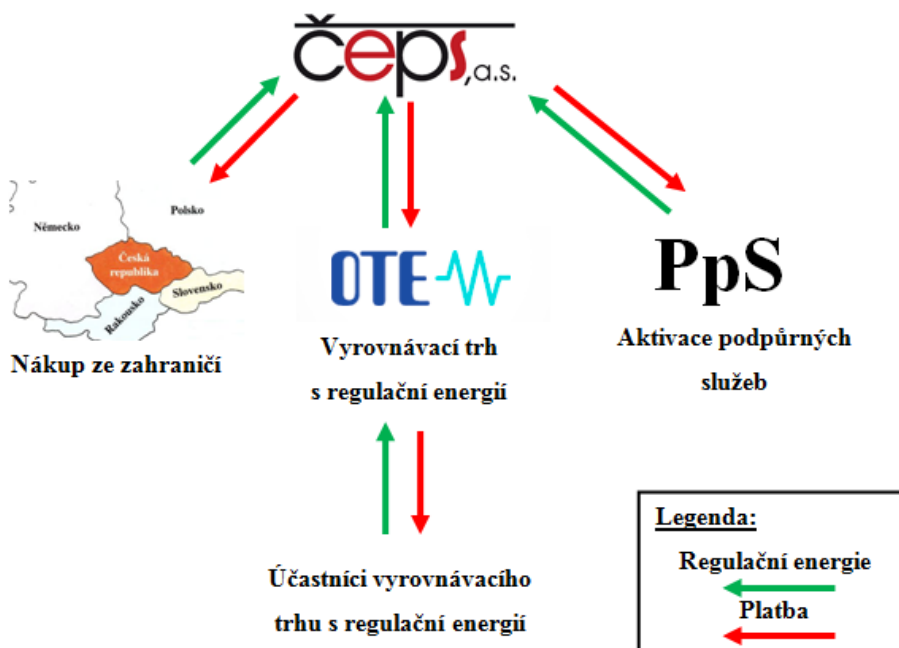 čeps,a.s.
Německo
Polsko
Česká
republika
Slovensko
Rakousko
Nákup ze zahraničí
OTE
Vyrovnávací trh
s regulační energií
PpS
Aktivace podpůrných
služeb
Účastníci vyrovnávacího
trhu s regulační energií
Legenda:
Regulační energie
Platba